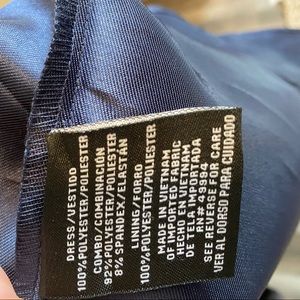 DRESS/VESTIDO
100%POLYESTER/POLIESTER
COMBO/COMBINACION
92%POLYESTER/POLIESTER
8%SPANDEX/ELASTAN
LINING/FORRO
100%POLYESTER/POLIESTER
MADE IN VIETNAM
OF IMPORTED FABRIC
HECHO EN VIETNAM
DE TELA IMPORTADA
RN# 49394
SEE REVERSE FOR CARE
VER AL DORSO PARA CUIDADO